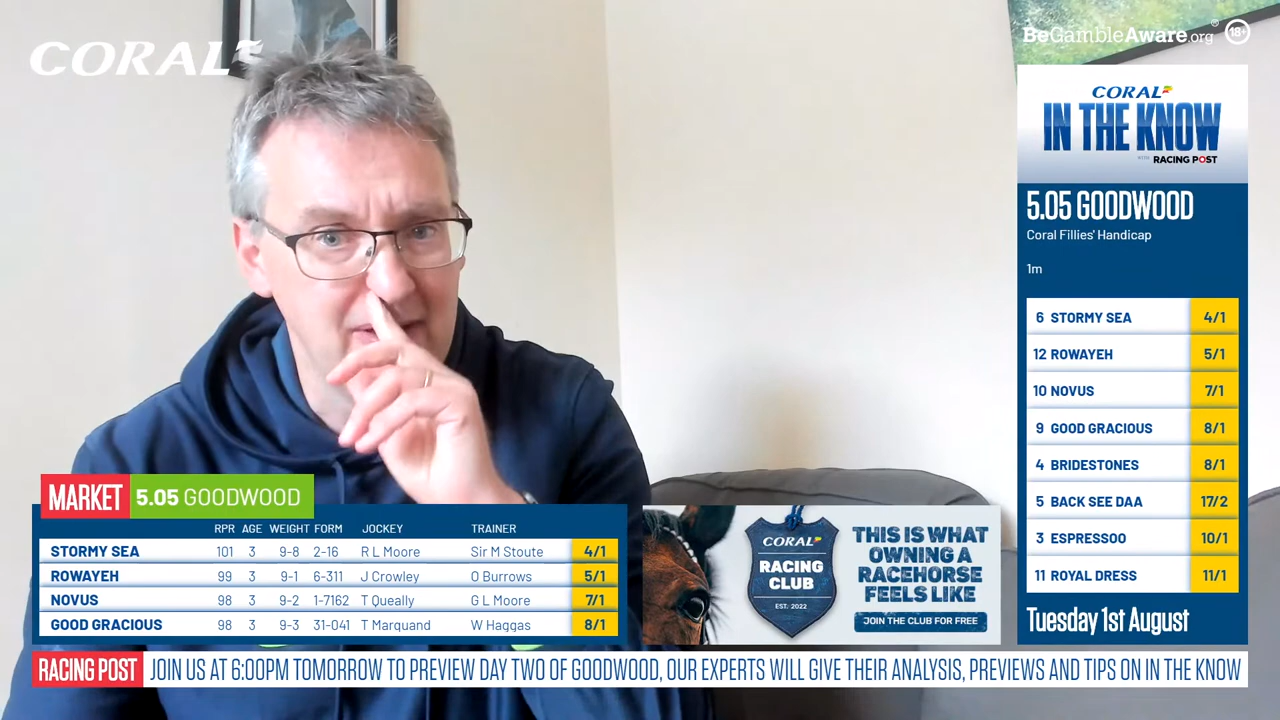 CORAL
BeGambleAware.org® 18+
CORAL
IN THE KNOW
WITH RACING POST
5.05 GOODWOOD
Coral Fillies' Handicap
1m
6 STORMY SEA 4/1
12 ROWAYEH 5/1
10 NOVUS 7/1
9 GOOD GRACIOUS 8/1
4 BRIDESTONES 8/1
5 BACK SEE DAA 17/2
3 ESPRESSOO 10/1
11 ROYAL DRESS 11/1
Tuesday 1st August
MARKET 5.05 GOODWOOD
RPR AGE WEIGHT FORM JOCKEY TRAINER
STORMY SEA 101 3 9-8 2-16 R L Moore Sir M Stoute 4/1
ROWAYEH 99 3 9-1 6-311 J Crowley O Burrows 5/1
NOVUS 98 3 9-2 1-7162 T Queally G L Moore 7/1
GOOD GRACIOUS 98 3 9-3 31-041 T Marquand W Haggas 8/1
CORAL
RACING
CLUB
EST. 2022
THIS IS WHAT
OWNING A
RACEHORSE
FEELS LIKE
JOIN THE CLUB FOR FREE
RACING POST JOIN US AT 6:00PM TOMORROW TO PREVIEW DAY TWO OF GOODWOOD, OUR EXPERTS WILL GIVE THEIR ANALYSIS, PREVIEWS AND TIPS ON IN THE KNOW